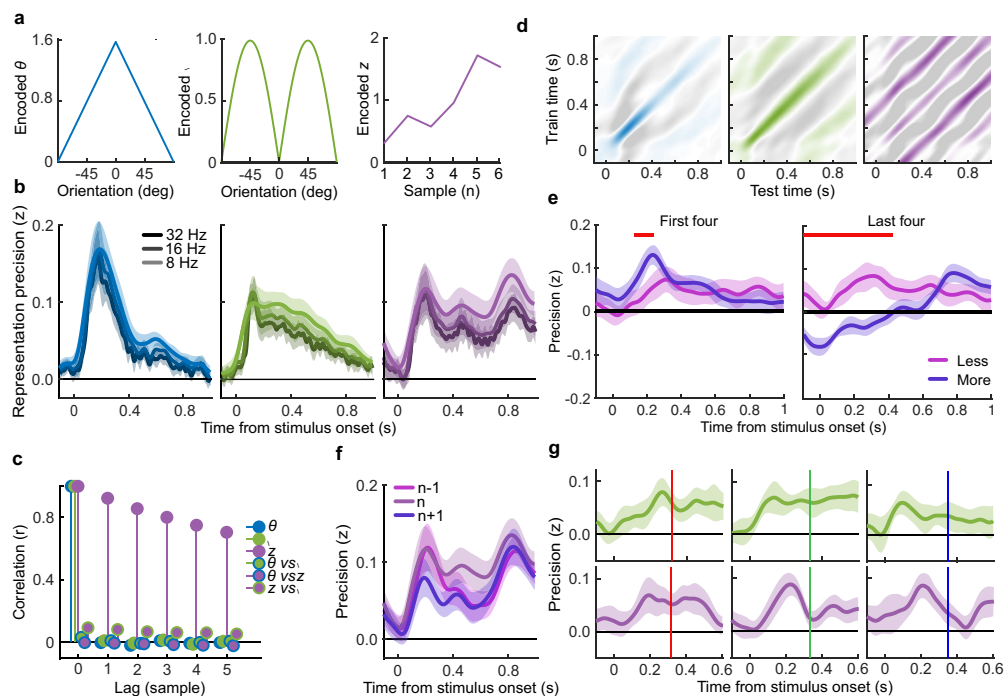 a
1.6
0.8
0
Encoded θ
-45 0 45
Orientation (deg)
1.0
0.5
0.0
Encoded \
-45 0 45
Orientation (deg)
2
1
0
Encoded z
1 2 3 4 5 6
Sample (n)
b
Representation precision (z)
0.2
0.1
0.0
32 Hz
16 Hz
8 Hz
0 0.4 0.8
0 0.4 0.8
0 0.4 0.8
Time from stimulus onset (s)
c
Correlation (r)
0.8
0.4
0
0 1 2 3 4 5
Lag (sample)
θ
\
z
θ vs\
θ vsz
z vs\
d
Train time (s)
1.0
0.8
0.4
0
0 0.4 0.8
0 0.4 0.8
0 0.4 0.8
Test time (s)
e
First four
Last four
Precision (z)
0.2
0.1
0
-0.1
-0.2
Less
More
0 0.2 0.4 0.6 0.8 1
0 0.2 0.4 0.6 0.8 1
Time from stimulus onset (s)
f
Precision (z)
0.2
0.1
0.0
n-1
n
n+1
0 0.4 0.8
Time from stimulus onset (s)
g
Precision (z)
0.1
0.0
0.1
0.0
0 0.2 0.4 0.6
0 0.2 0.4 0.6
0 0.2 0.4 0.6
Time from stimulus onset (s)